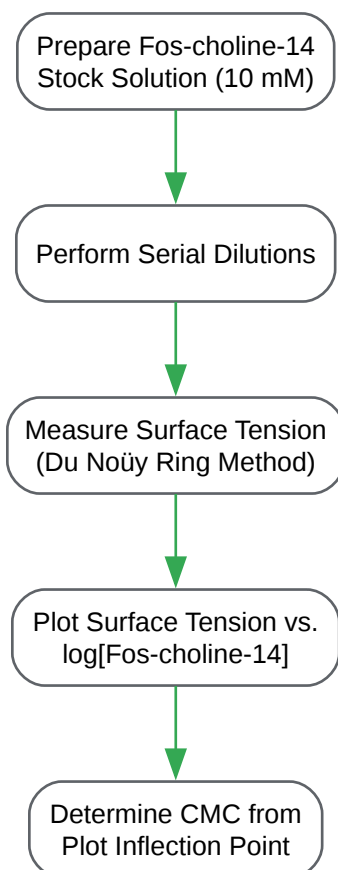 Prepare Fos-choline-14
Stock Solution (10 mM)
Perform Serial Dilutions
Measure Surface Tension
(Du Noüy Ring Method)
Plot Surface Tension vs.
log[Fos-choline-14]
Determine CMC from
Plot Inflection Point